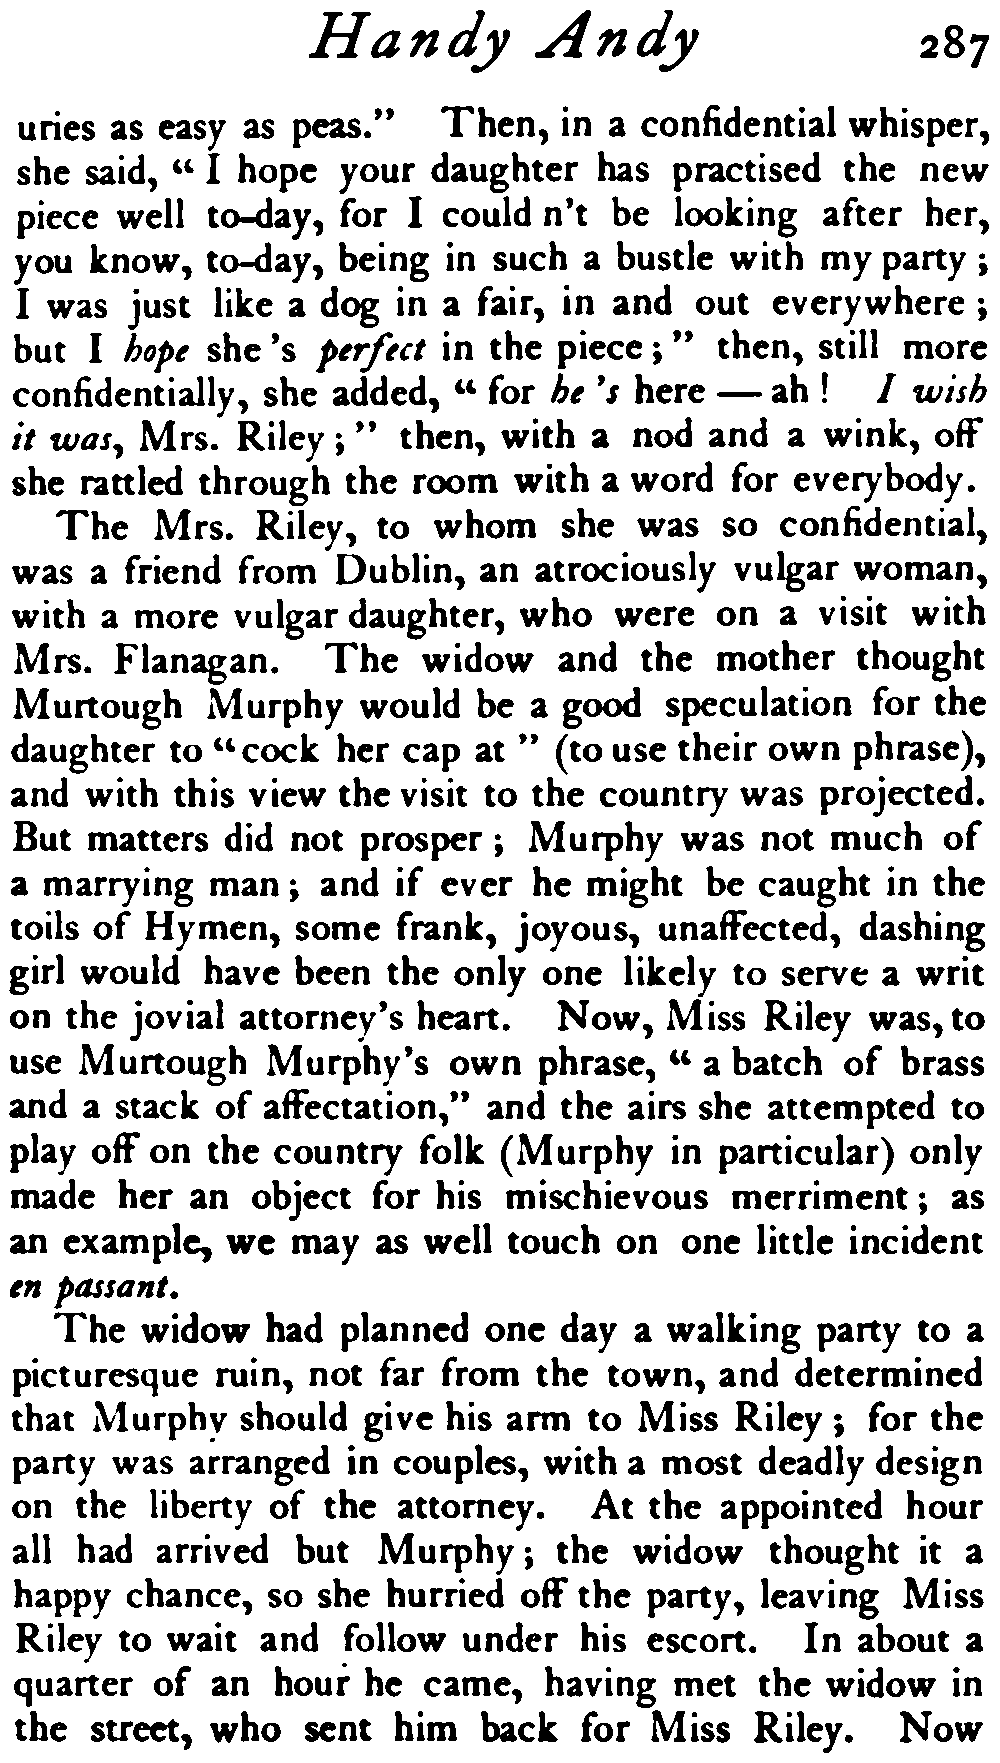 Handy Andy 287
uries as easy as peas." Then, in a confidential whisper,
she said, "I hope your daughter has practised the new
piece well to-day, for I could n't be looking after her,
you know, to-day, being in such a bustle with my party;
I was just like a dog in a fair, in and out everywhere;
but I hope she 's perfect in the piece;" then, still more
confidentially, she added, "for he 's here — ah! I wish
it was, Mrs. Riley;" then, with a nod and a wink, off
she rattled through the room with a word for everybody.
The Mrs. Riley, to whom she was so confidential,
was a friend from Dublin, an atrociously vulgar woman,
with a more vulgar daughter, who were on a visit with
Mrs. Flanagan. The widow and the mother thought
Murtough Murphy would be a good speculation for the
daughter to "cock her cap at" (to use their own phrase),
and with this view the visit to the country was projected.
But matters did not prosper; Murphy was not much of
a marrying man; and if ever he might be caught in the
toils of Hymen, some frank, joyous, unaffected, dashing
girl would have been the only one likely to serve a writ
on the jovial attorney's heart. Now, Miss Riley was, to
use Murtough Murphy's own phrase, "a batch of brass
and a stack of affectation," and the airs she attempted to
play off on the country folk (Murphy in particular) only
made her an object for his mischievous merriment; as
an example, we may as well touch on one little incident
en passant.
The widow had planned one day a walking party to a
picturesque ruin, not far from the town, and determined
that Murphy should give his arm to Miss Riley; for the
party was arranged in couples, with a most deadly design
on the liberty of the attorney. At the appointed hour
all had arrived but Murphy; the widow thought it a
happy chance, so she hurried off the party, leaving Miss
Riley to wait and follow under his escort. In about a
quarter of an hour he came, having met the widow in
the street, who sent him back for Miss Riley. Now